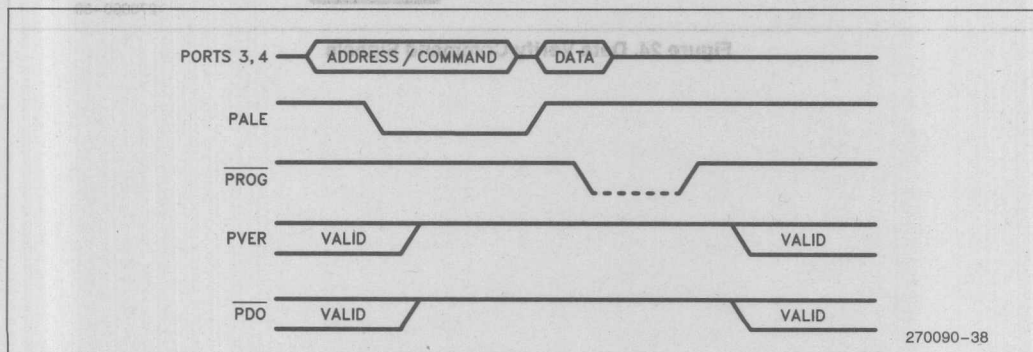 PORTS 3, 4
ADDRESS / COMMAND
DATA
PALE
PROG
PVER
VALID
VALID
PDO
VALID
VALID
270090–38